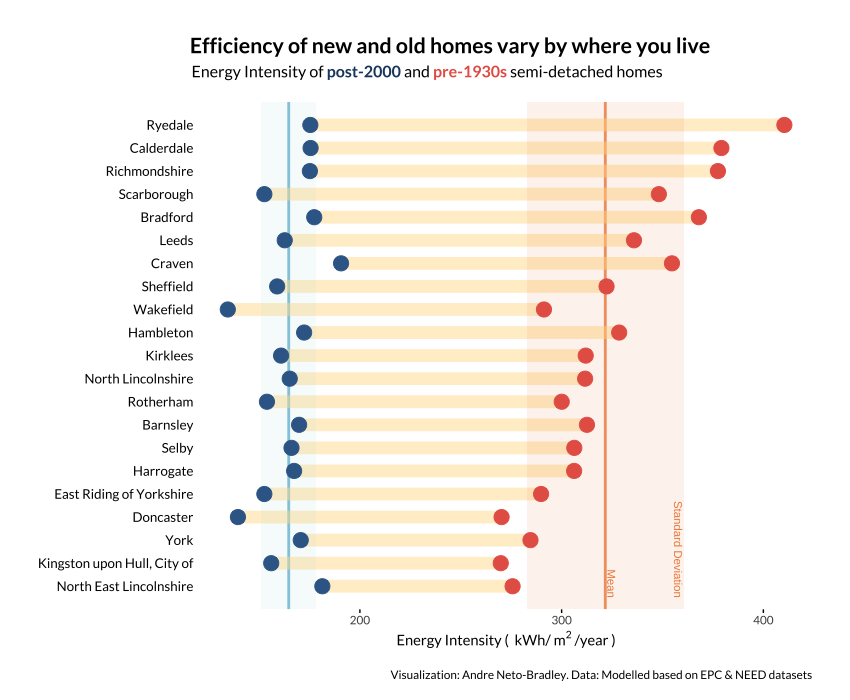 Efficiency of new and old homes vary by where you live
Energy Intensity of post-2000 and pre-1930s semi-detached homes
Ryedale
Calderdale
Richmondshire
Scarborough
Bradford
Leeds
Craven
Sheffield
Wakefield
Hambleton
Kirklees
North Lincolnshire
Rotherham
Barnsley
Selby
Harrogate
East Riding of Yorkshire
Doncaster
York
Kingston upon Hull, City of
North East Lincolnshire
Mean
Standard Deviation
200 300 400
Energy Intensity ( kWh/ m² /year )
Visualization: Andre Neto-Bradley. Data: Modelled based on EPC & NEED datasets